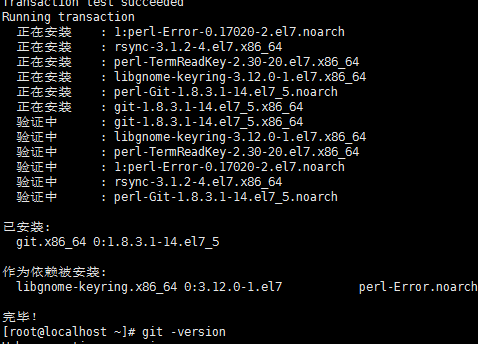 Transaction test succeeded
Running transaction
正在安装 : 1:perl-Error-0.17020-2.el7.noarch
正在安装 : rsync-3.1.2-4.el7.x86_64
正在安装 : perl-TermReadKey-2.30-20.el7.x86_64
正在安装 : libgnome-keyring-3.12.0-1.el7.x86_64
正在安装 : perl-Git-1.8.3.1-14.el7_5.noarch
正在安装 : git-1.8.3.1-14.el7_5.x86_64
验证中 : git-1.8.3.1-14.el7_5.x86_64
验证中 : libgnome-keyring-3.12.0-1.el7.x86_64
验证中 : perl-TermReadKey-2.30-20.el7.x86_64
验证中 : 1:perl-Error-0.17020-2.el7.noarch
验证中 : rsync-3.1.2-4.el7.x86_64
验证中 : perl-Git-1.8.3.1-14.el7_5.noarch
已安装:
git.x86_64 0:1.8.3.1-14.el7_5
作为依赖被安装:
libgnome-keyring.x86_64 0:3.12.0-1.el7 perl-Error.noarch
完毕！
[root@localhost ~]# git -version